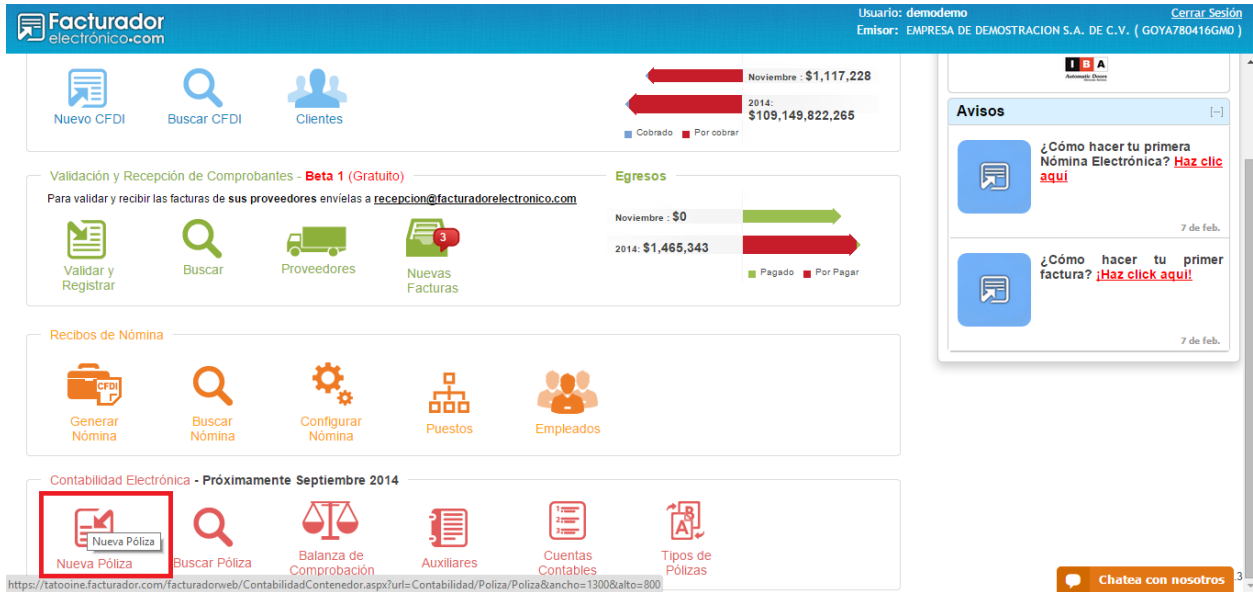 Facturador
electrónico.com
Usuario: demodemo
Cerrar Sesión
Emisor: EMPRESA DE DEMOSTRACION S.A. DE C.V. ( GOYA780416GM0 )
Nuevo CFDI
Buscar CFDI
Clientes
Noviembre : $1,117,228
2014:
$109,149,822,265
Cobrado
Por cobrar
IBA
Automatic Doors
Avisos
[–]
¿Cómo hacer tu primera
Nómina Electrónica? Haz clic
aquí
7 de feb.
¿Cómo hacer tu primer
factura? ¡Haz click aqui!
7 de feb.
Validación y Recepción de Comprobantes - Beta 1 (Gratuito)
Para validar y recibir las facturas de sus proveedores envíelas a recepcion@facturadorelectronico.com
Validar y
Registrar
Buscar
Proveedores
3
Nuevas
Facturas
Egresos
Noviembre : $0
2014: $1,465,343
Pagado
Por Pagar
Recibos de Nómina
CFDI
Generar
Nómina
Buscar
Nómina
Configurar
Nómina
Puestos
Empleados
Contabilidad Electrónica - Próximamente Septiembre 2014
Nueva Póliza
Nueva Póliza
Buscar Póliza
Balanza de
Comprobación
Auxiliares
Cuentas
Contables
Tipos de
Pólizas
https://tatooine.facturador.com/facturadorweb/ContabilidadContenedor.aspx?url=Contabilidad/Poliza/Poliza&ancho=1300&alto=800
Chatea con nosotros
.3